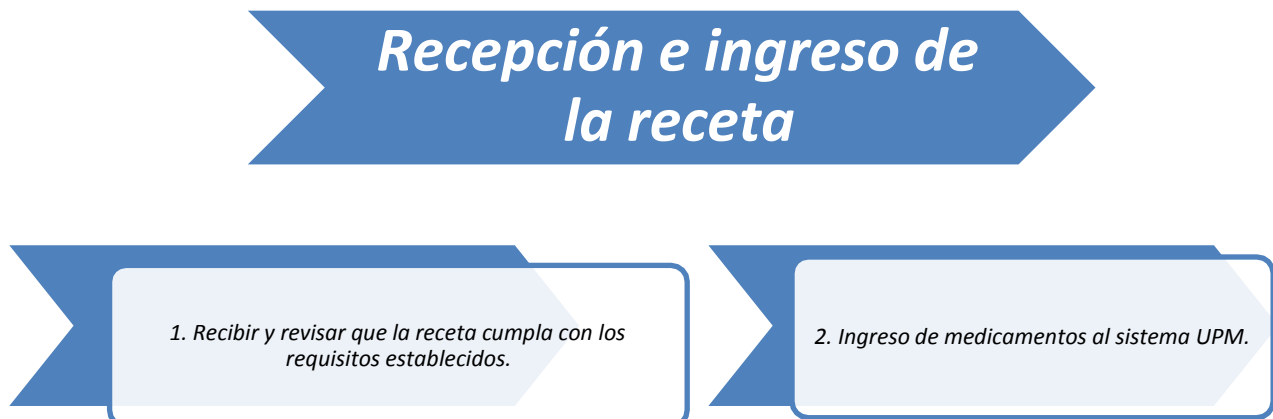 Recepción e ingreso de
la receta
1. Recibir y revisar que la receta cumpla con los
requisitos establecidos.
2. Ingreso de medicamentos al sistema UPM.